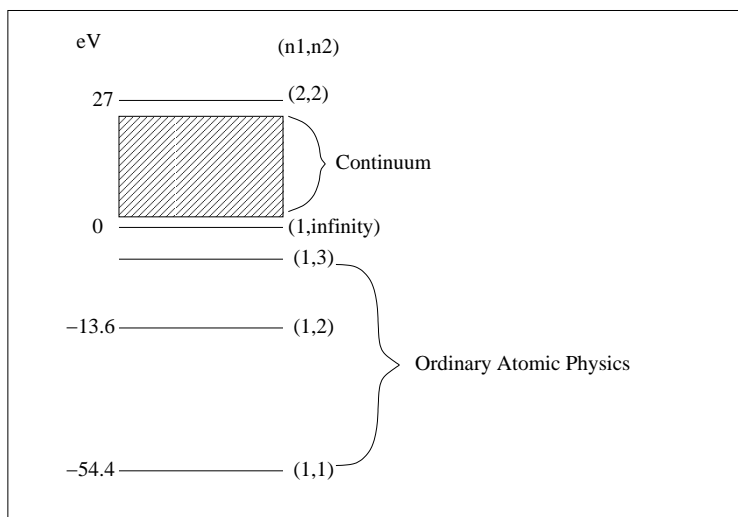 eV
(n1,n2)
27
(2,2)
Continuum
0
(1,infinity)
(1,3)
−13.6
(1,2)
Ordinary Atomic Physics
−54.4
(1,1)